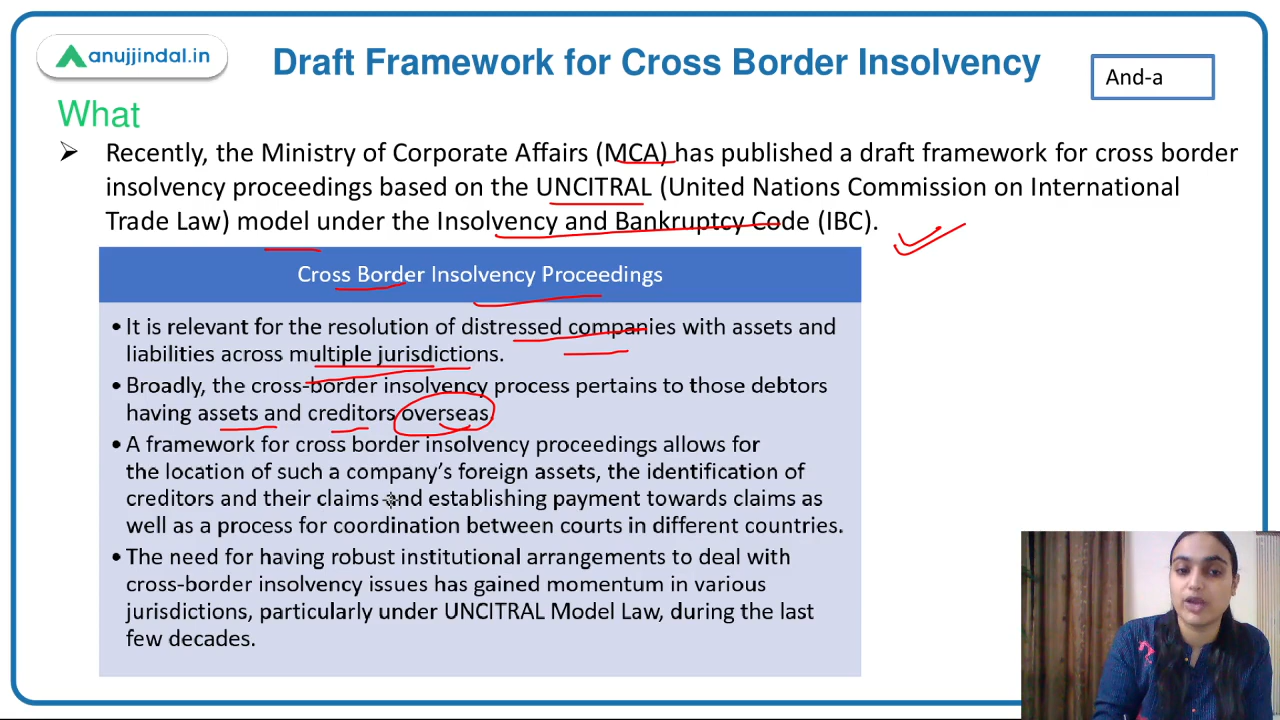 anujjindal.in
Draft Framework for Cross Border Insolvency
And-a
What
Recently, the Ministry of Corporate Affairs (MCA) has published a draft framework for cross border
insolvency proceedings based on the UNCITRAL (United Nations Commission on International
Trade Law) model under the Insolvency and Bankruptcy Code (IBC).
Cross Border Insolvency Proceedings
• It is relevant for the resolution of distressed companies with assets and
liabilities across multiple jurisdictions.
• Broadly, the cross-border insolvency process pertains to those debtors
having assets and creditors overseas.
• A framework for cross border insolvency proceedings allows for
the location of such a company's foreign assets, the identification of
creditors and their claims and establishing payment towards claims as
well as a process for coordination between courts in different countries.
• The need for having robust institutional arrangements to deal with
cross-border insolvency issues has gained momentum in various
jurisdictions, particularly under UNCITRAL Model Law, during the last
few decades.